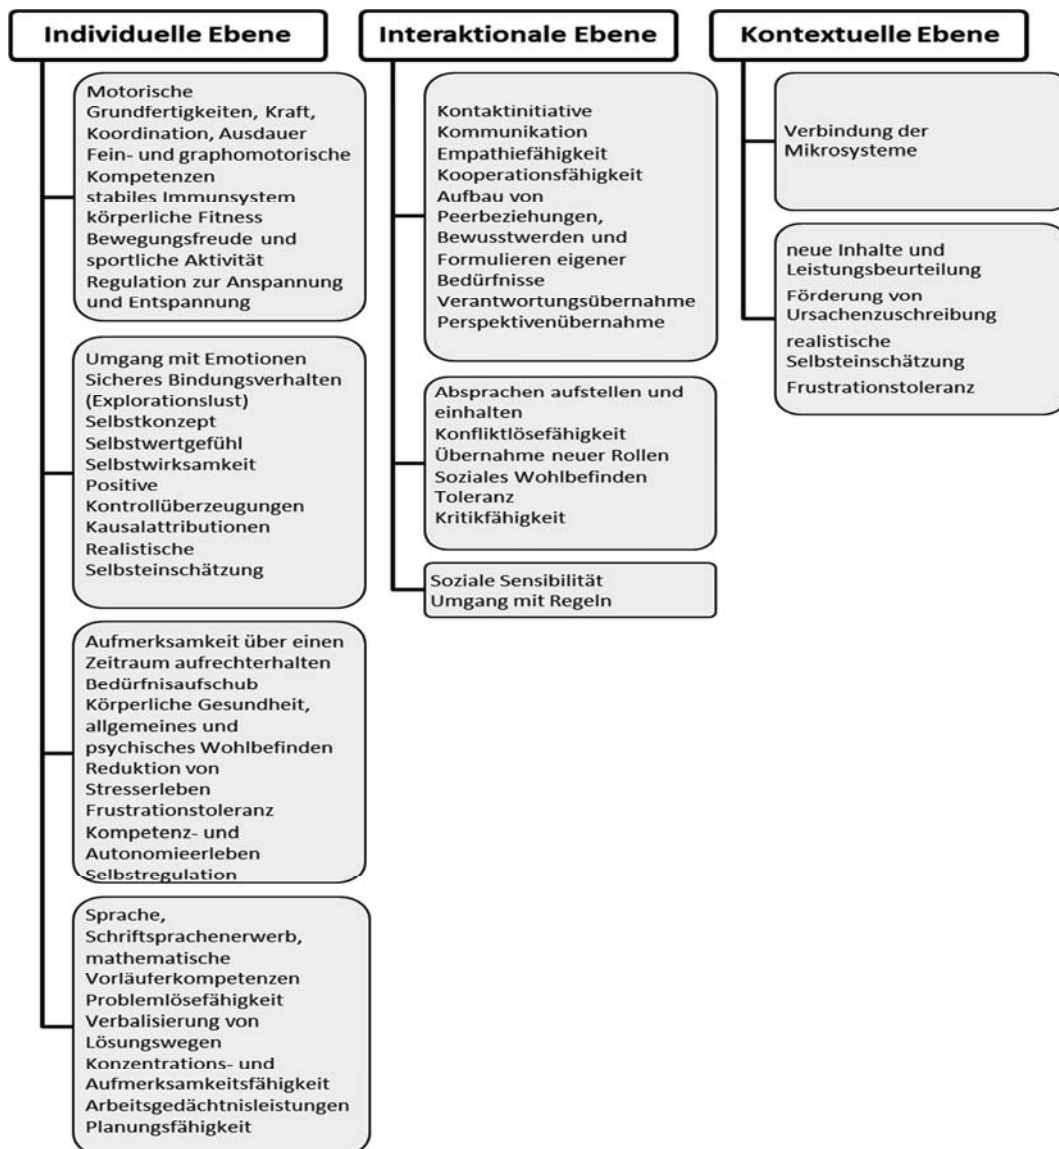 Individuelle Ebene
Motorische
Grundfertigkeiten, Kraft,
Koordination, Ausdauer
Fein- und graphomotorische
Kompetenzen
stabiles Immunsystem
körperliche Fitness
Bewegungsfreude und
sportliche Aktivität
Regulation zur Anspannung
und Entspannung
Umgang mit Emotionen
Sicheres Bindungsverhalten
(Explorationslust)
Selbstkonzept
Selbstwertgefühl
Selbstwirksamkeit
Positive
Kontrollüberzeugungen
Kausalattributionen
Realistische
Selbsteinschätzung
Aufmerksamkeit über einen
Zeitraum aufrechterhalten
Bedürfnisaufschub
Körperliche Gesundheit,
allgemeines und
psychisches Wohlbefinden
Reduktion von
Stresserleben
Frustrationstoleranz
Kompetenz- und
Autonomieerleben
Selbstregulation
Sprache,
Schriftsprachenerwerb,
mathematische
Vorläuferkompetenzen
Problemlösefähigkeit
Verbalisierung von
Lösungswegen
Konzentrations- und
Aufmerksamkeitsfähigkeit
Arbeitsgedächtnisleistungen
Planungsfähigkeit
Interaktionale Ebene
Kontaktinitiative
Kommunikation
Empathiefähigkeit
Kooperationsfähigkeit
Aufbau von
Peerbeziehungen,
Bewusstwerden und
Formulieren eigener
Bedürfnisse
Verantwortungsübernahme
Perspektivenübernahme
Absprachen aufstellen und
einhalten
Konfliktlösefähigkeit
Übernahme neuer Rollen
Soziales Wohlbefinden
Toleranz
Kritikfähigkeit
Soziale Sensibilität
Umgang mit Regeln
Kontextuelle Ebene
Verbindung der
Mikrosysteme
neue Inhalte und
Leistungsbeurteilung
Förderung von
Ursachenzuschreibung
realistische
Selbsteinschätzung
Frustrationstoleranz